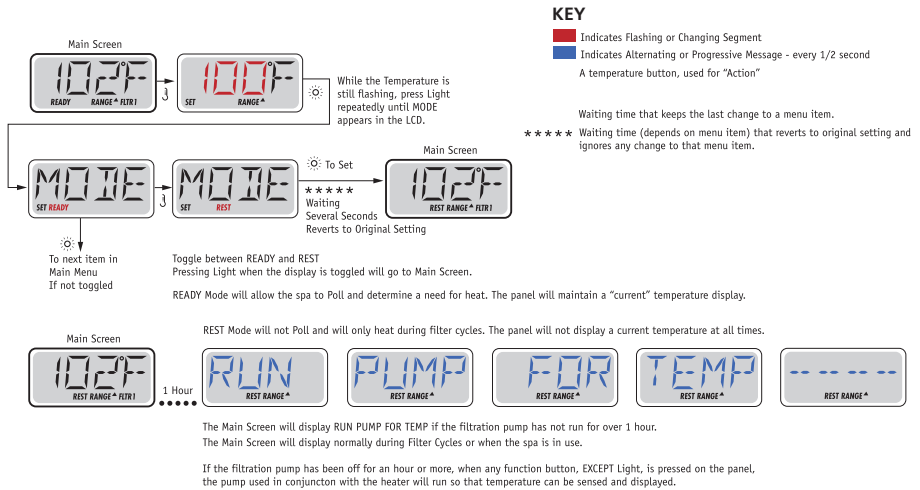 KEY
Indicates Flashing or Changing Segment
Indicates Alternating or Progressive Message - every 1/2 second
A temperature button, used for “Action”
Waiting time that keeps the last change to a menu item.
***** Waiting time (depends on menu item) that reverts to original setting and
ignores any change to that menu item.
Main Screen
102°F
READY RANGE FLTR1
100°F
SET RANGE
While the Temperature is
still flashing, press Light
repeatedly until MODE
appears in the LCD.
MODE
SET READY
MODE
SET REST
To Set
*****
Waiting
Several Seconds
Reverts to Original Setting
Main Screen
102°F
REST RANGE FLTR1
To next item in
Main Menu
If not toggled
Toggle between READY and REST
Pressing Light when the display is toggled will go to Main Screen.
READY Mode will allow the spa to Poll and determine a need for heat. The panel will maintain a “current” temperature display.
REST Mode will not Poll and will only heat during filter cycles. The panel will not display a current temperature at all times.
Main Screen
102°F
REST RANGE FLTR1
1 Hour
RUN
REST RANGE
PUMP
REST RANGE
FOR
REST RANGE
TEMP
REST RANGE
-- -- -- --
REST RANGE
The Main Screen will display RUN PUMP FOR TEMP if the filtration pump has not run for over 1 hour.
The Main Screen will display normally during Filter Cycles or when the spa is in use.
If the filtration pump has been off for an hour or more, when any function button, EXCEPT Light, is pressed on the panel,
the pump used in conjuncton with the heater will run so that temperature can be sensed and displayed.